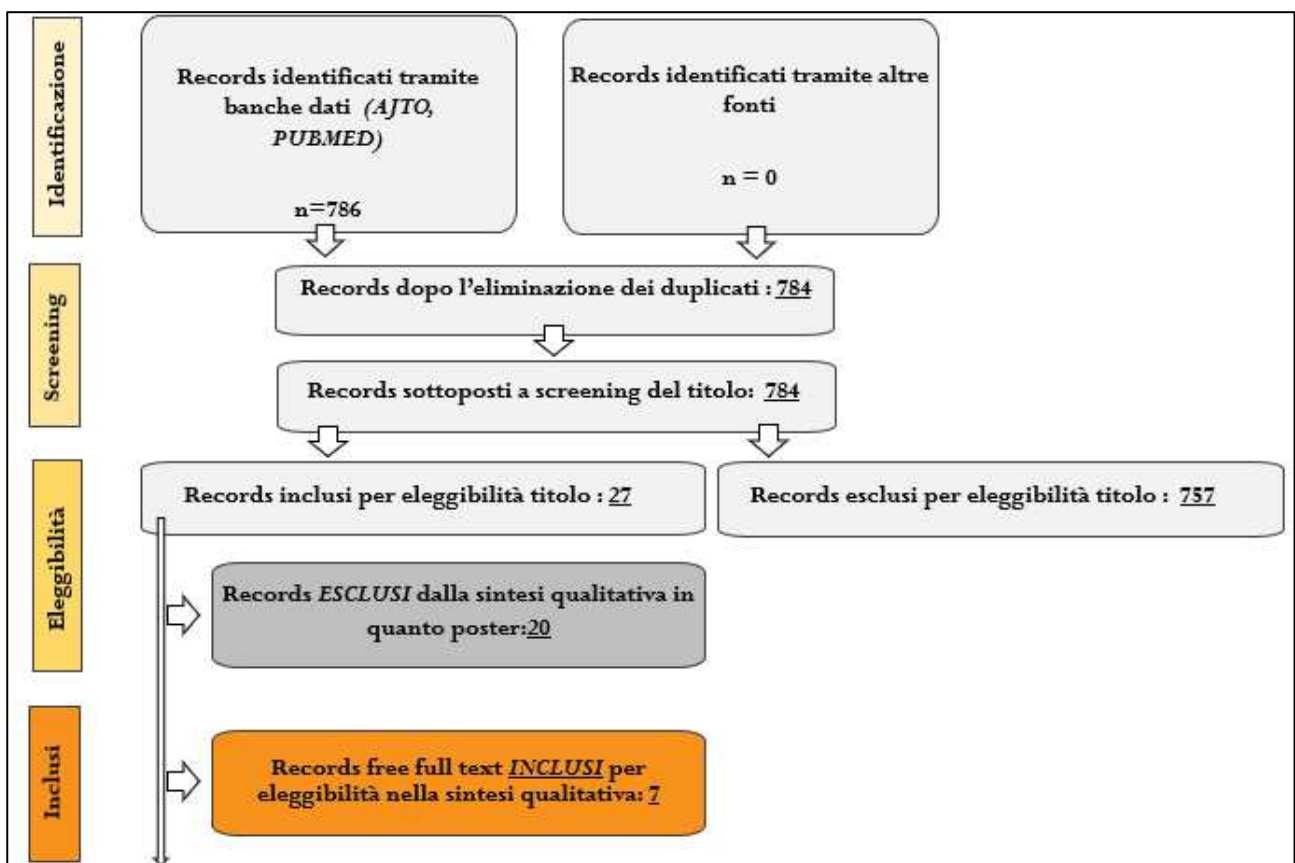 Identificazione
Records identificati tramite
banche dati (AJTO,
PUBMED)
n=786
Records identificati tramite altre
fonti
n = 0
Screening
Records dopo l'eliminazione dei duplicati : 784
Records sottoposti a screening del titolo: 784
Eleggibilità
Records inclusi per eleggibilità titolo : 27
Records esclusi per eleggibilità titolo : 757
Records ESCLUSI dalla sintesi qualitativa in
quanto poster:20
Inclusi
Records free full text INCLUSI per
eleggibilità nella sintesi qualitativa: 7